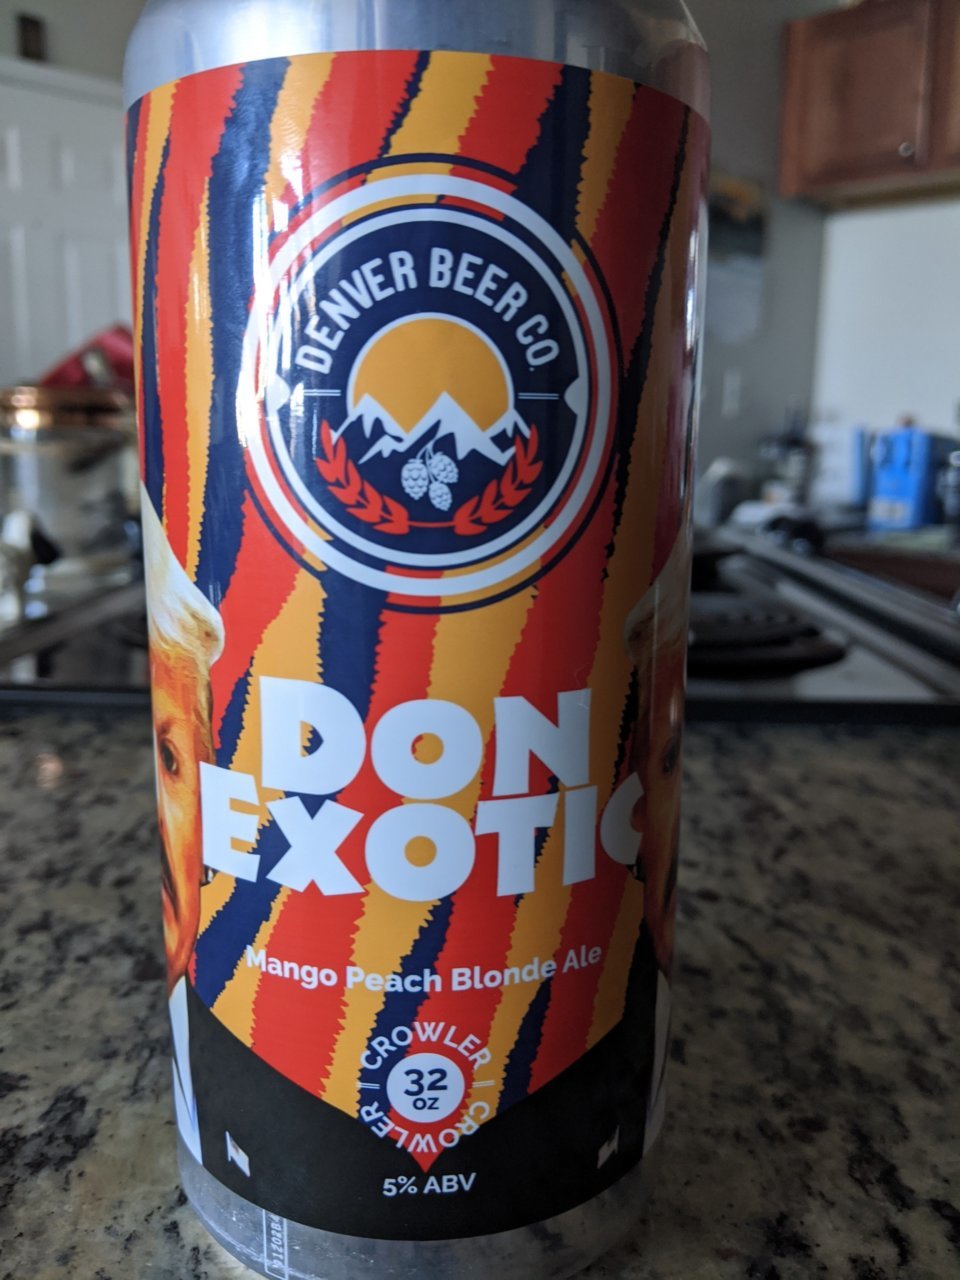 DENVER BEER CO.
DON
EXOTIC
Mango Peach Blonde Ale
CROWLER
32
OZ
CROWLER
5% ABV